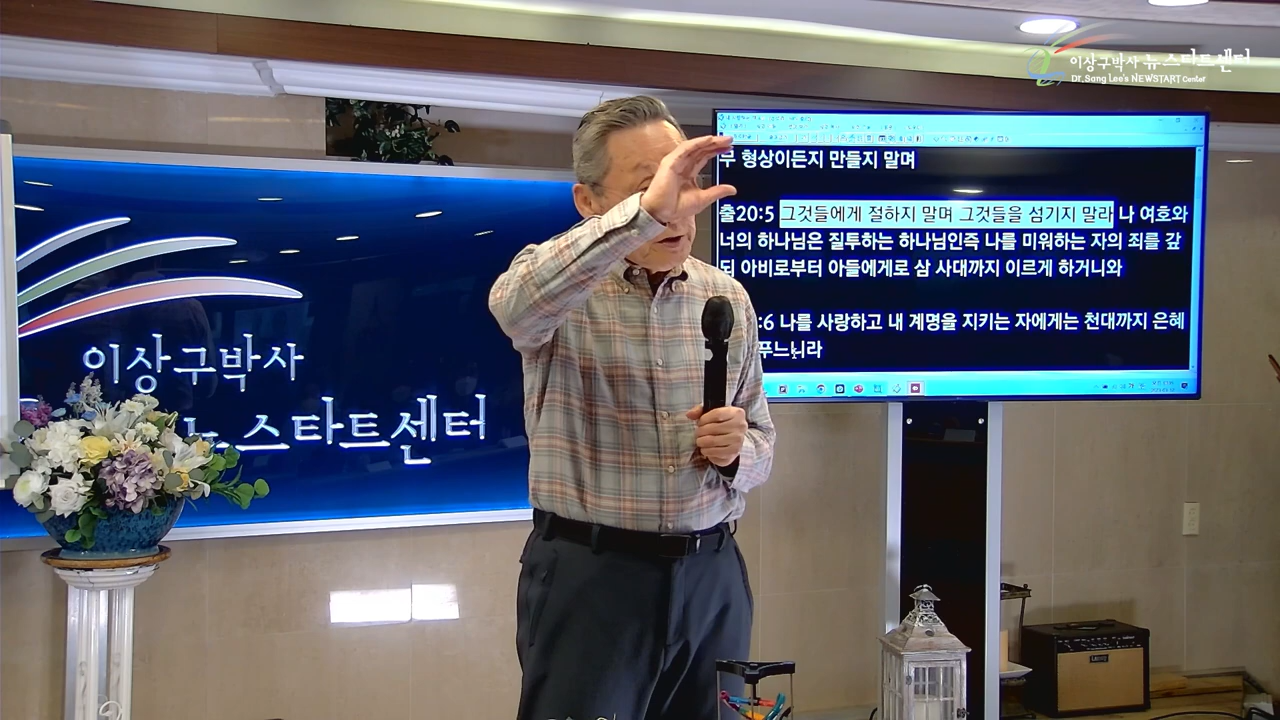 이상구박사 뉴스타트센터
Dr. Sang Lee's NEWSTART Center
무 형상이든지 만들지 말며
출20:5 그것들에게 절하지 말며 그것들을 섬기지 말라 나 여호와
너의 하나님은 질투하는 하나님인즉 나를 미워하는 자의 죄를 갚
되 아비로부터 아들에게로 삼 사대까지 이르게 하거니와
:6 나를 사랑하고 내 계명을 지키는 자에게는 천대까지 은혜
푸느니라
이상구박사
뉴스타트센터